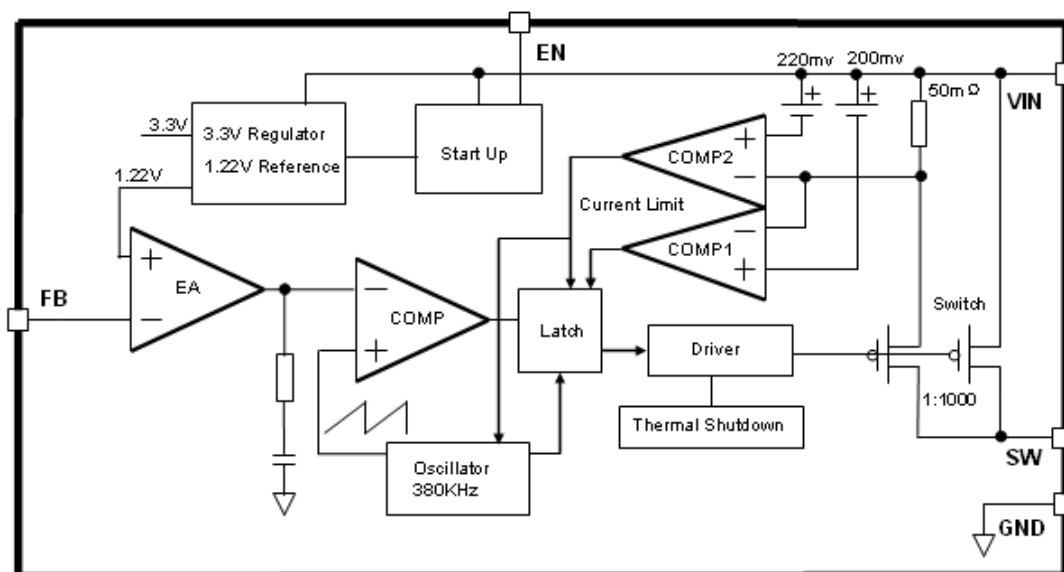 EN
220mv 200mv
50mΩ
VIN
3.3V
3.3V Regulator
1.22V Reference
Start Up
COMP2
1.22V
Current Limit
COMP1
EA
FB
COMP
Latch
Driver
Switch
1:1000
Thermal Shutdown
Oscillator
380KHz
SW
GND